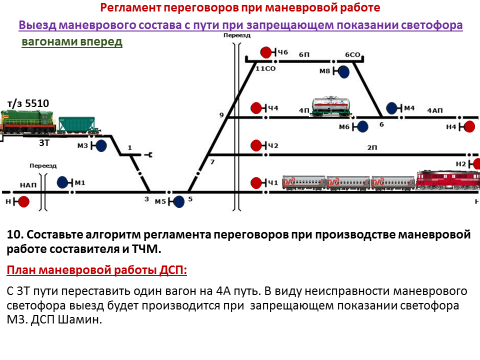 Регламент переговоров при маневровой работе
Выезд маневрового состава с пути при запрещающем показании светофора
вагонами вперед
Переезд
Ч6
6П
6СО
11СО
М8
т/з 5510
Ч4
4П
М4
4АП
9
М6
6
Н4
3Т
М3
1
Ч2
2П
Переезд
7
Н2
НАП
М1
Ч1
Н
3
М5
5
10. Составьте алгоритм регламента переговоров при производстве маневровой
работе составителя и ТЧМ.
План маневровой работы ДСП:
С 3Т пути переставить один вагон на 4А путь. В виду неисправности маневрового
светофора выезд будет производится при запрещающем показании светофора
М3. ДСП Шамин.